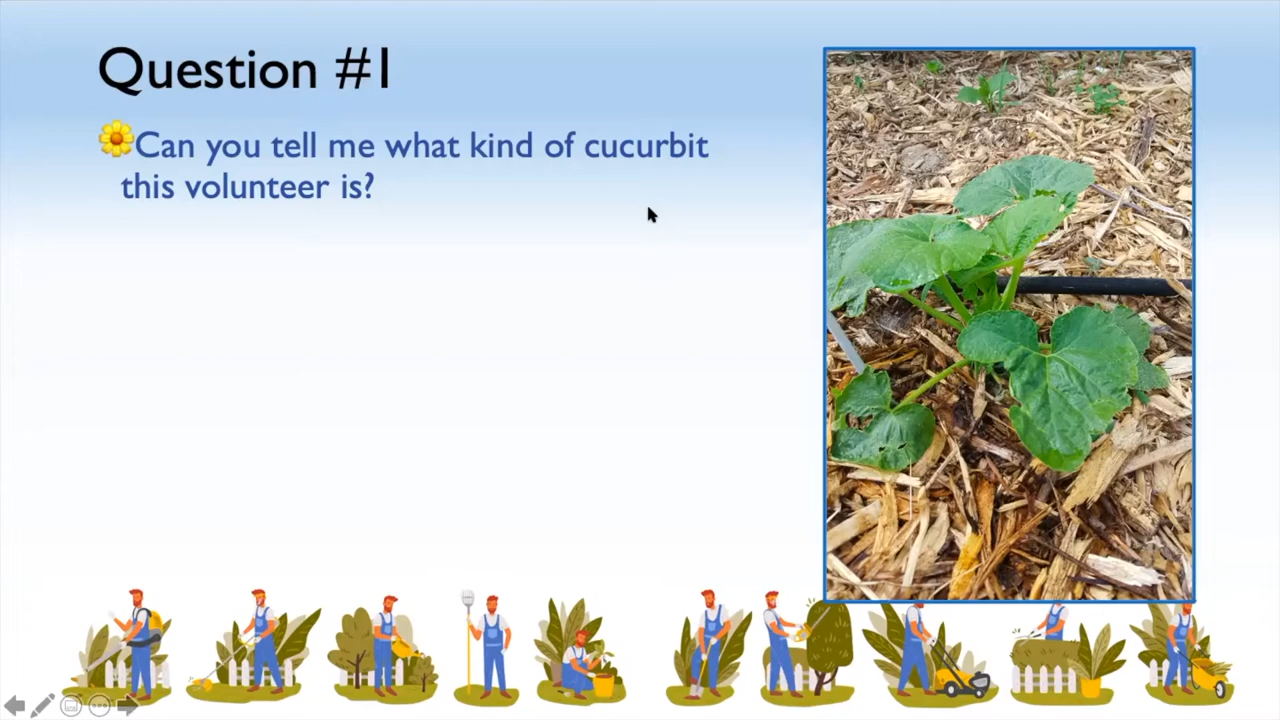 Question #1
Can you tell me what kind of cucurbit
this volunteer is?